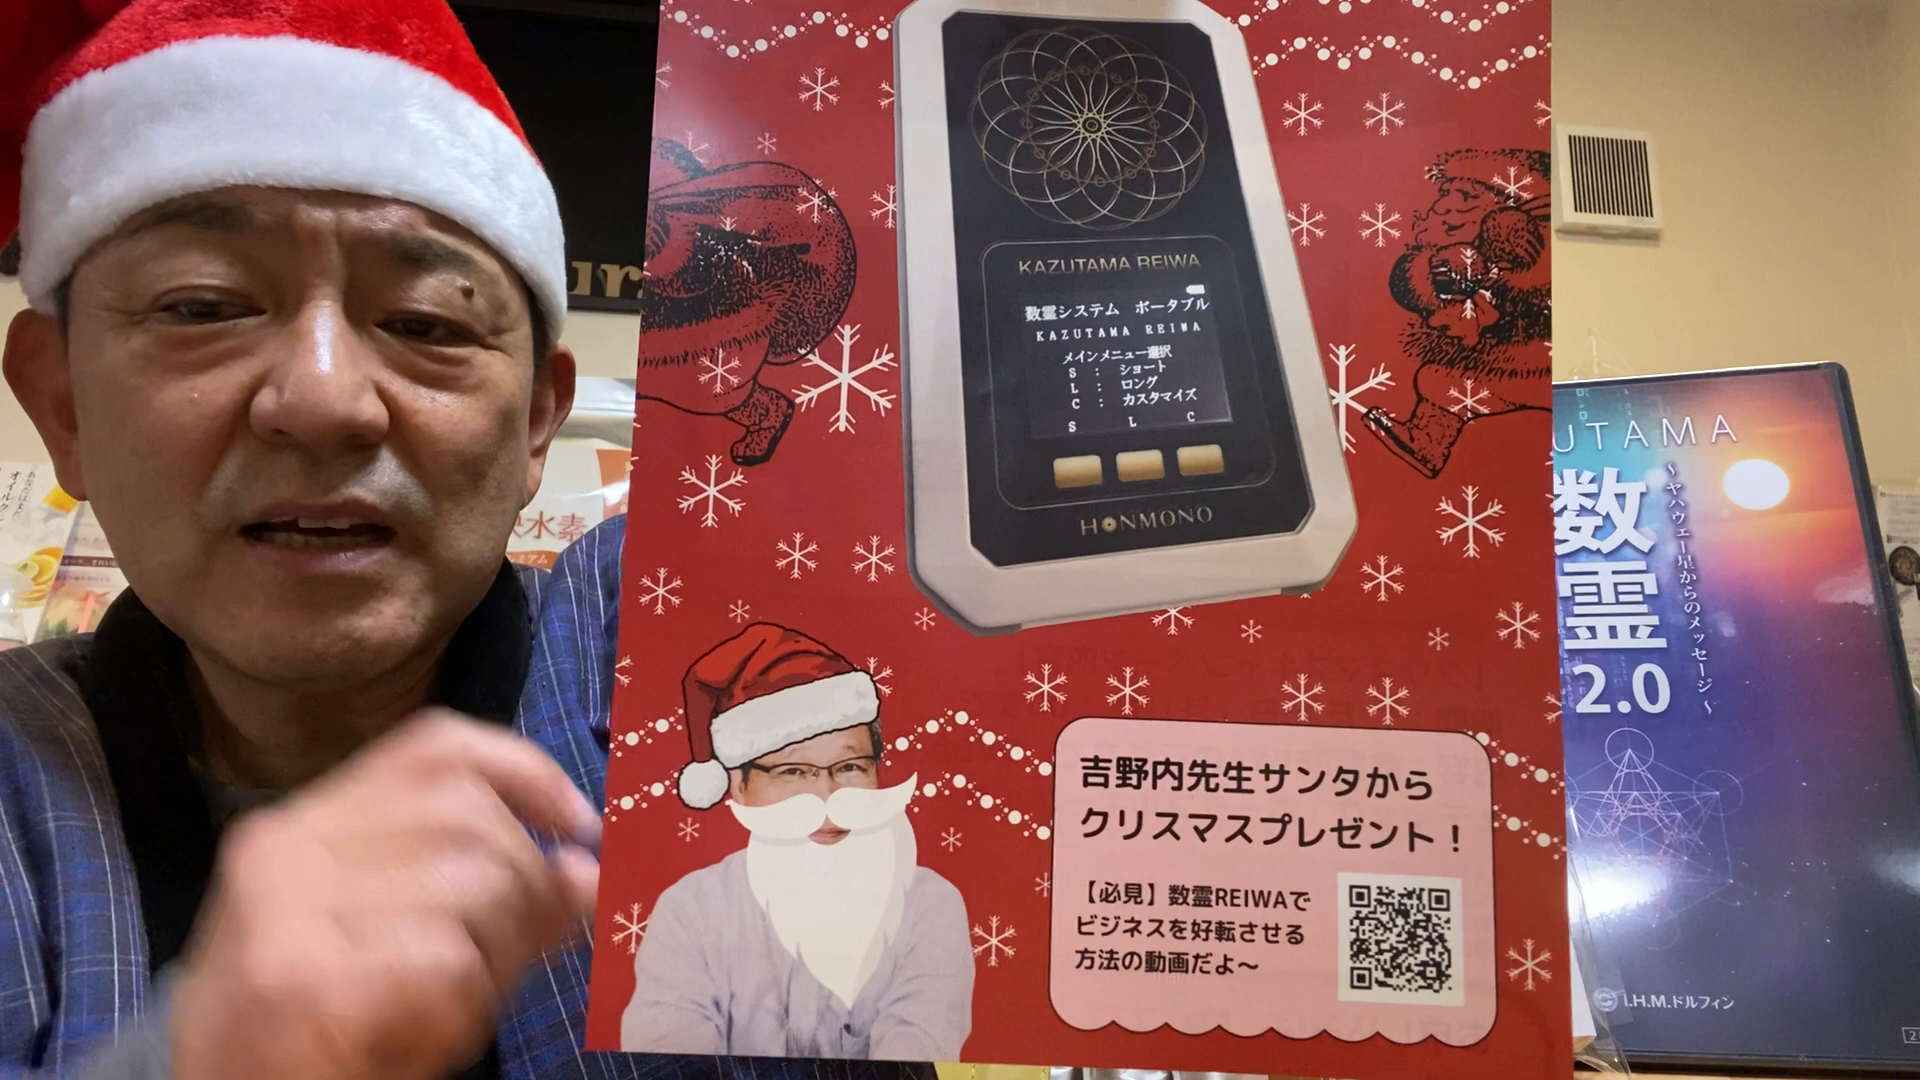 KAZUTAMA REIWA
数霊システム ポータブル
KAZUTAMA REIWA
メインメニュー選択
S : ショート
L : ロング
C : カスタマイズ
S L C
HONMONO
吉野内先生サンタから
クリスマスプレゼント！
【必見】数霊REIWAで
ビジネスを好転させる
方法の動画だよ〜
UTAMA
数霊
2.0
〜ヤハウェー星からのメッセージ〜
I.H.M.ドルフィン
水素